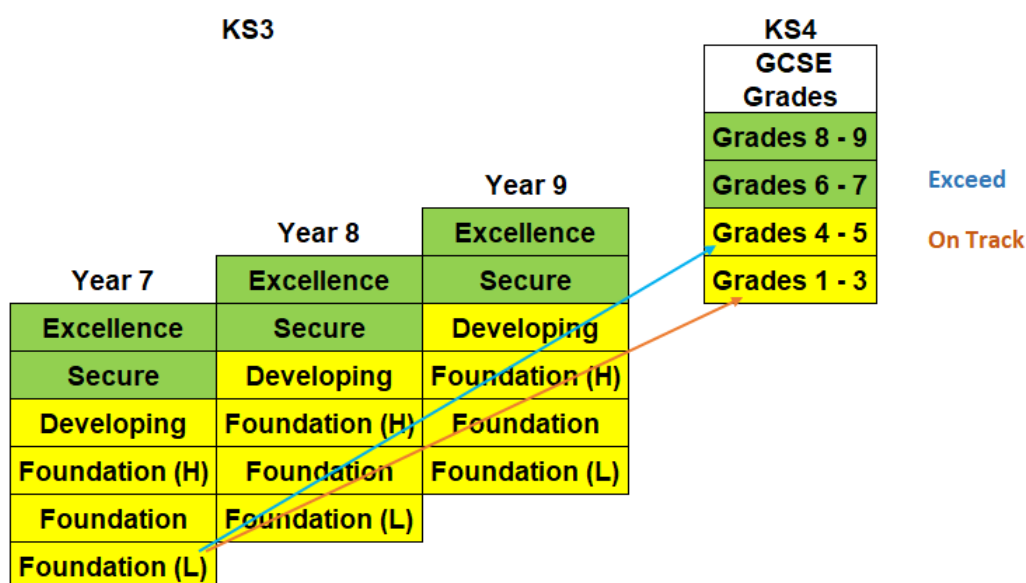 KS3
KS4
GCSE
Grades
Grades 8 - 9
Grades 6 - 7
Grades 4 - 5
Grades 1 - 3
Exceed
On Track
Year 7
Excellence
Secure
Developing
Foundation (H)
Foundation
Foundation (L)
Year 8
Excellence
Secure
Developing
Foundation (H)
Foundation
Foundation (L)
Year 9
Excellence
Secure
Developing
Foundation (H)
Foundation
Foundation (L)